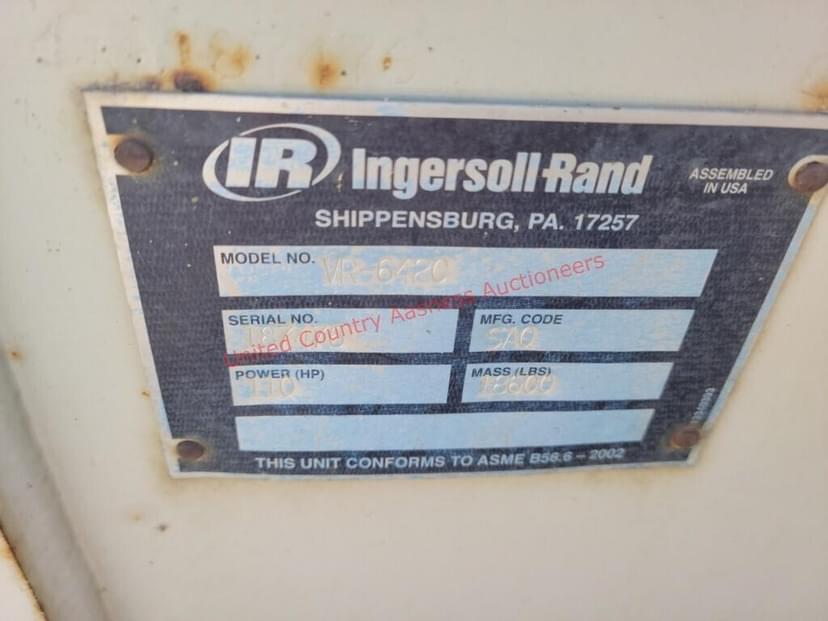 IR Ingersoll-Rand
ASSEMBLED
IN USA
SHIPPENSBURG, PA. 17257
MODEL NO. VR-642C
United Country Aasness Auctioneers
SERIAL NO.
MFG. CODE SAO
POWER (HP) 110
MASS (LBS) 18600
THIS UNIT CONFORMS TO ASME B56.6 – 2002